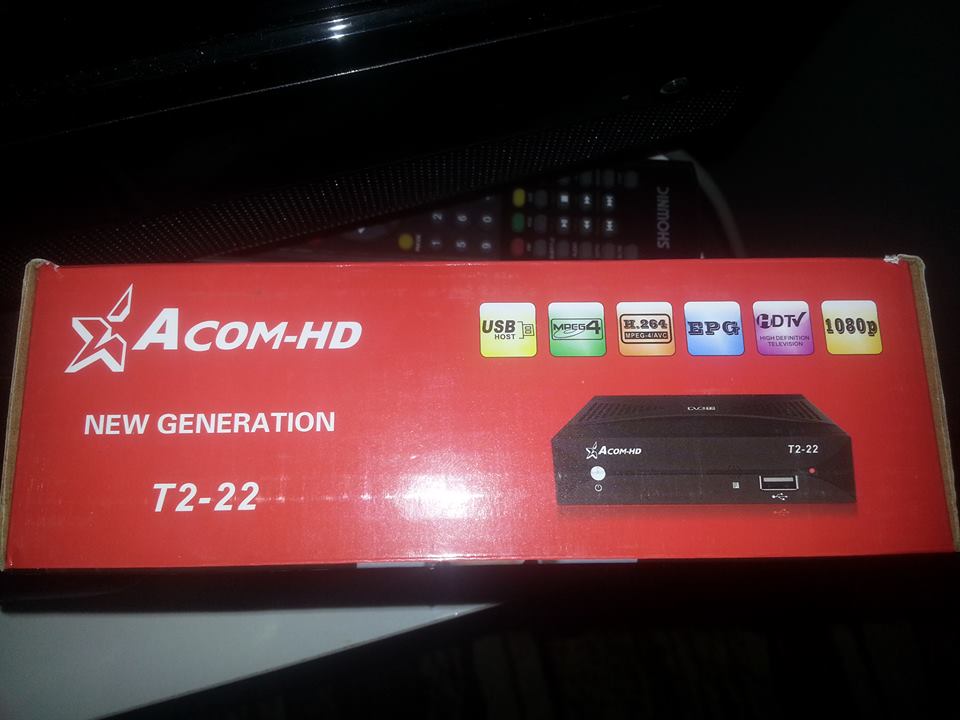 SHOWNIC
ACOM-HD
NEW GENERATION
T2-22
USB
HOST
MPEG4
H.264
MPEG-4/AVC
EPG
HDTV
HIGH DEFINITION
TELEVISION
1080p
ACOM-HD
T2-22